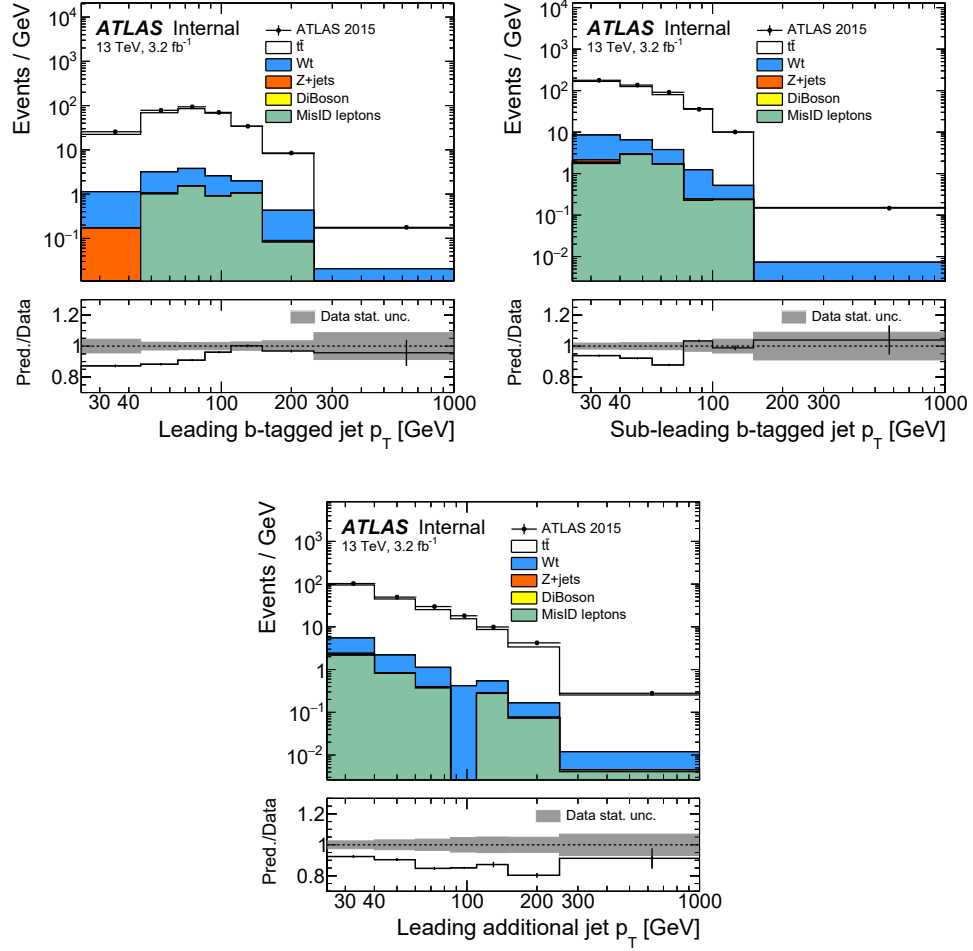 Events / GeV
10³
10²
10
1
10⁻¹
ATLAS Internal
13 TeV, 3.2 fb⁻¹
ATLAS 2015
tt̄
Wt
Z+jets
DiBoson
MisID leptons
Pred./Data
1.2
1
0.8
Data stat. unc.
30 40 100 200 300 1000
Leading b-tagged jet p_T [GeV]
Events / GeV
10³
10²
10
1
10⁻¹
10⁻²
ATLAS Internal
13 TeV, 3.2 fb⁻¹
ATLAS 2015
tt̄
Wt
Z+jets
DiBoson
MisID leptons
Pred./Data
1.2
1
0.8
Data stat. unc.
30 40 100 200 300 1000
Sub-leading b-tagged jet p_T [GeV]
Events / GeV
10³
10²
10
1
10⁻¹
10⁻²
ATLAS Internal
13 TeV, 3.2 fb⁻¹
ATLAS 2015
tt̄
Wt
Z+jets
DiBoson
MisID leptons
Pred./Data
1.2
1
0.8
Data stat. unc.
30 40 100 200 300 1000
Leading additional jet p_T [GeV]